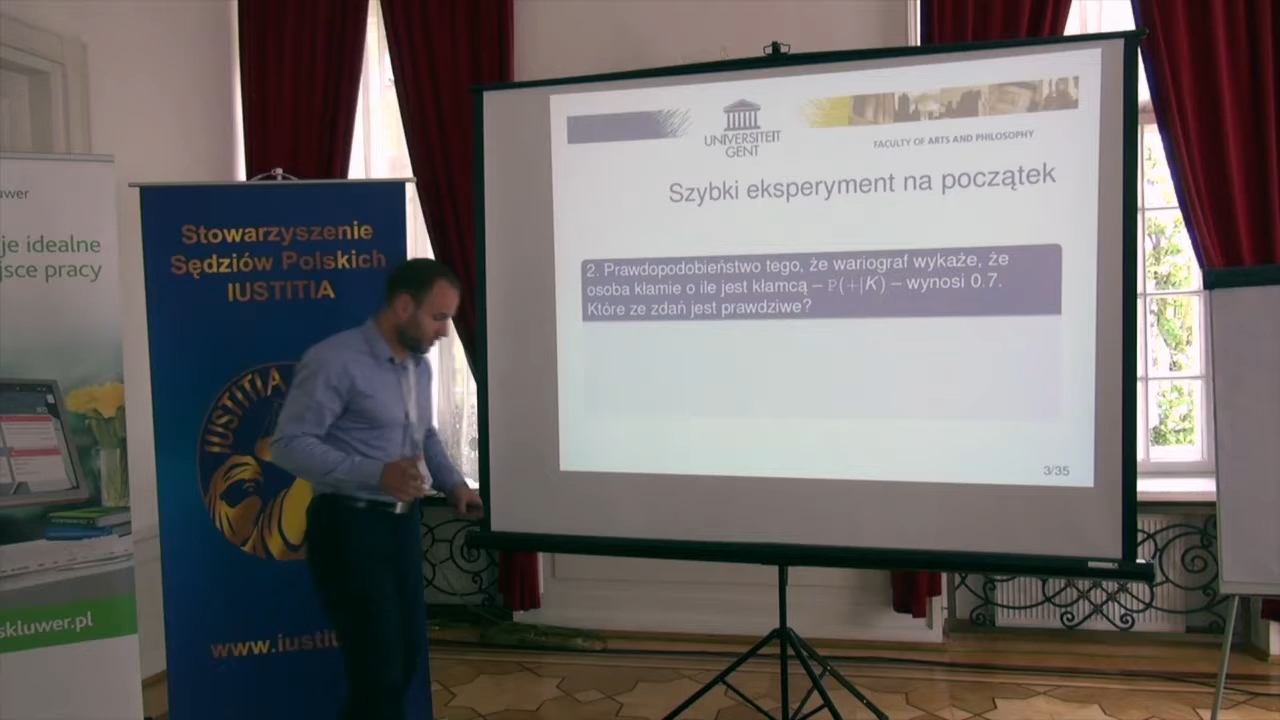 UNIVERSITEIT
GENT
FACULTY OF ARTS AND PHILOSOPHY
Szybki eksperyment na początek
2. Prawdopodobieństwo tego, że wariograf wykaże, że
osoba kłamie o ile jest kłamcą – ℙ(+|K) – wynosi 0.7.
Które ze zdań jest prawdziwe?
3/35
Stowarzyszenie
Sędziów Polskich
IUSTITIA
IUSTITIA
www.iustit
uwer
je idealne
jsce pracy
skluwer.pl